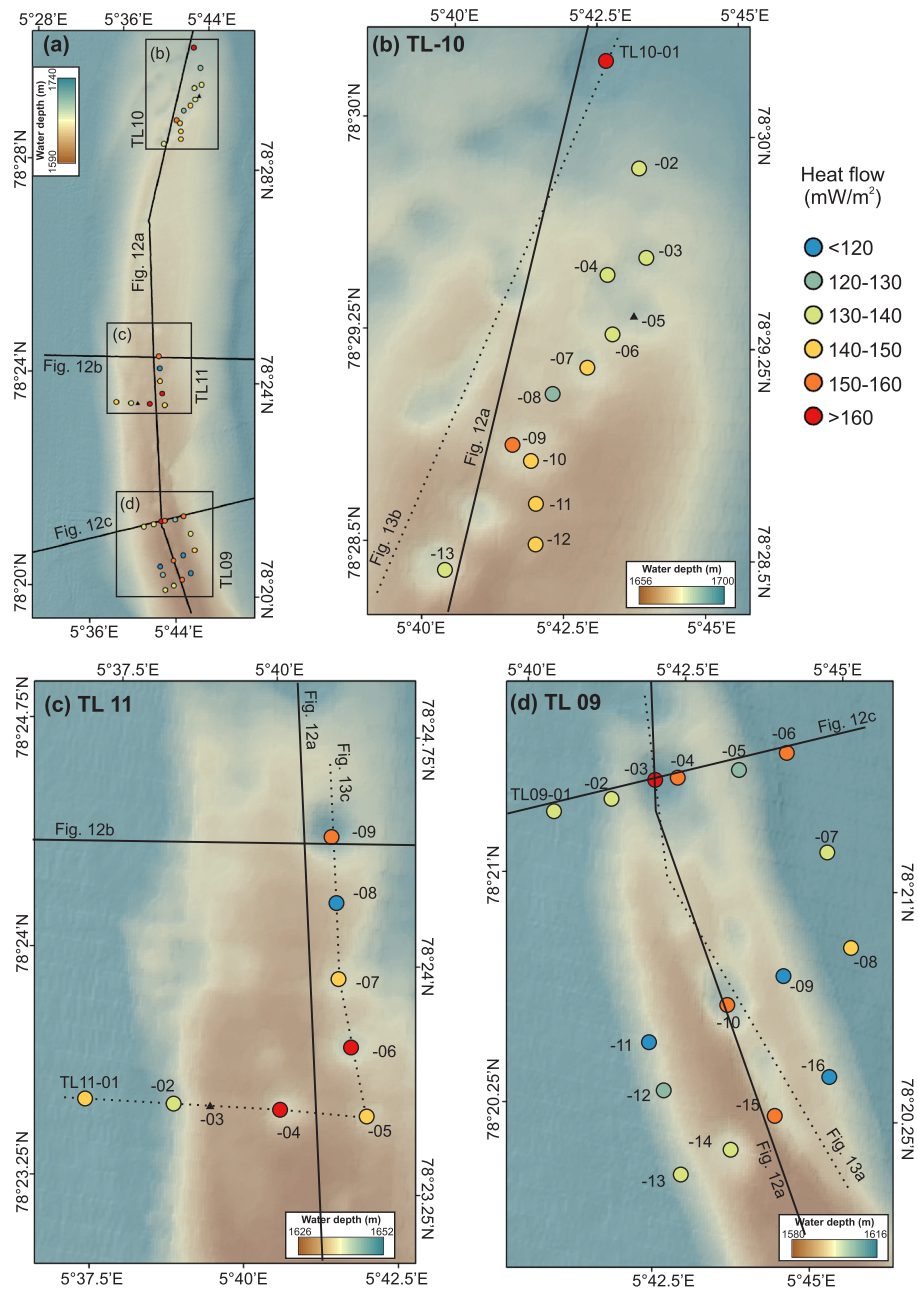 5°28'E 5°36'E 5°44'E
(a)
(b)
Water depth (m)
1740
1590
TL10
78°28'N
78°28'N
Fig. 12a
(c)
Fig. 12b
TL11
78°24'N
78°24'N
(d)
Fig. 12c
TL09
78°20'N
78°20'N
5°36'E 5°44'E
5°40'E 5°42.5'E 5°45'E
(b) TL-10
TL10-01
78°30'N
78°30'N
-02
-03
-04
-05
-06
78°29.25'N
78°29.25'N
-07
-08
Fig. 12a
-09
-10
-11
-12
Fig. 13b
-13
78°28.5'N
78°28.5'N
Water depth (m)
1656 1700
5°40'E 5°42.5'E 5°45'E
Heat flow
(mW/m²)
<120
120-130
130-140
140-150
150-160
>160
5°37.5'E 5°40'E
(c) TL 11
78°24.75'N
78°24.75'N
Fig. 12a
Fig. 13c
Fig. 12b
-09
-08
78°24'N
78°24'N
-07
-06
TL11-01
-02
-03
-04
-05
78°23.25'N
78°23.25'N
Water depth (m)
1626 1652
5°37.5'E 5°40'E 5°42.5'E
5°40'E 5°42.5'E 5°45'E
(d) TL 09
Fig. 12c
TL09-01
-02
-03
-04
-05
-06
-07
78°21'N
78°21'N
-08
-09
-10
-11
-12
-16
-15
78°20.25'N
78°20.25'N
-14
-13
Fig. 12a
Fig. 13a
Water depth (m)
1580 1616
5°42.5'E 5°45'E